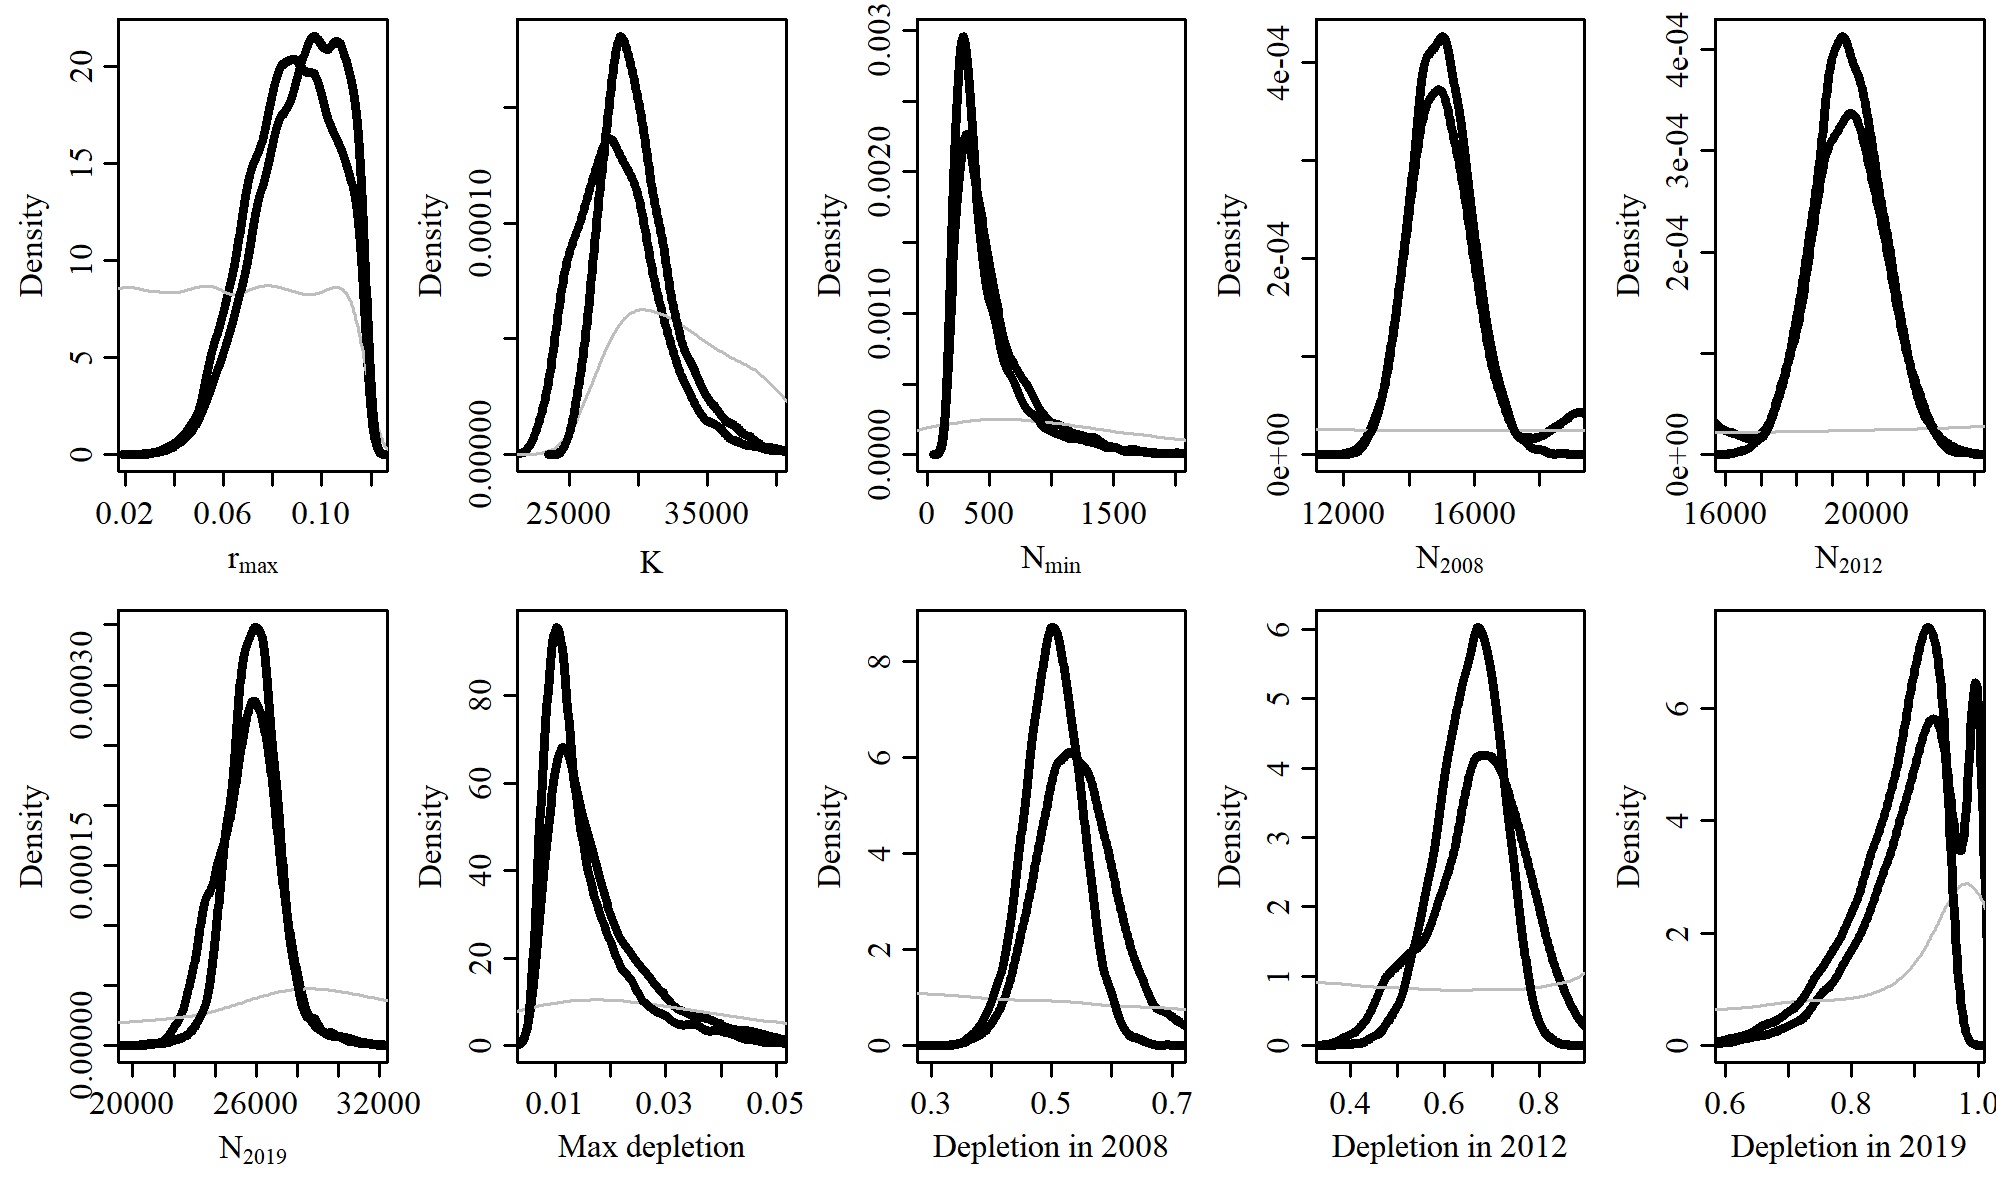 Density
0 5 10 15 20
0.02 0.06 0.10
rmax
Density
0.00000 0.00010
25000 35000
K
Density
0.0000 0.0010 0.0020 0.003
0 500 1500
Nmin
Density
0e+00 2e-04 4e-04
12000 16000
N2008
Density
0e+00 2e-04 3e-04 4e-04
16000 20000
N2012
Density
0.00000 0.00015 0.00030
20000 26000 32000
N2019
Density
0 20 40 60 80
0.01 0.03 0.05
Max depletion
Density
0 2 4 6 8
0.3 0.5 0.7
Depletion in 2008
Density
0 1 2 3 4 5 6
0.4 0.6 0.8
Depletion in 2012
Density
0 2 4 6
0.6 0.8 1.0
Depletion in 2019